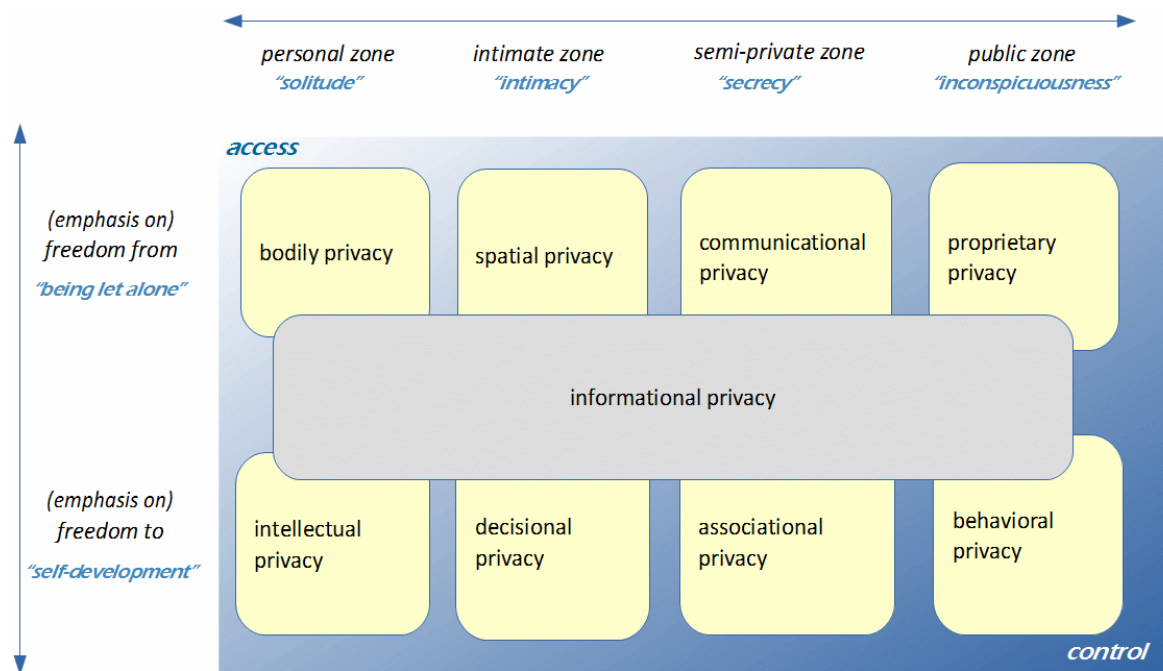 personal zone
"solitude"
intimate zone
"intimacy"
semi-private zone
"secrecy"
public zone
"inconspicuousness"
access
(emphasis on)
freedom from
"being let alone"
bodily privacy
spatial privacy
communicational
privacy
proprietary
privacy
informational privacy
(emphasis on)
freedom to
"self-development"
intellectual
privacy
decisional
privacy
associational
privacy
behavioral
privacy
control